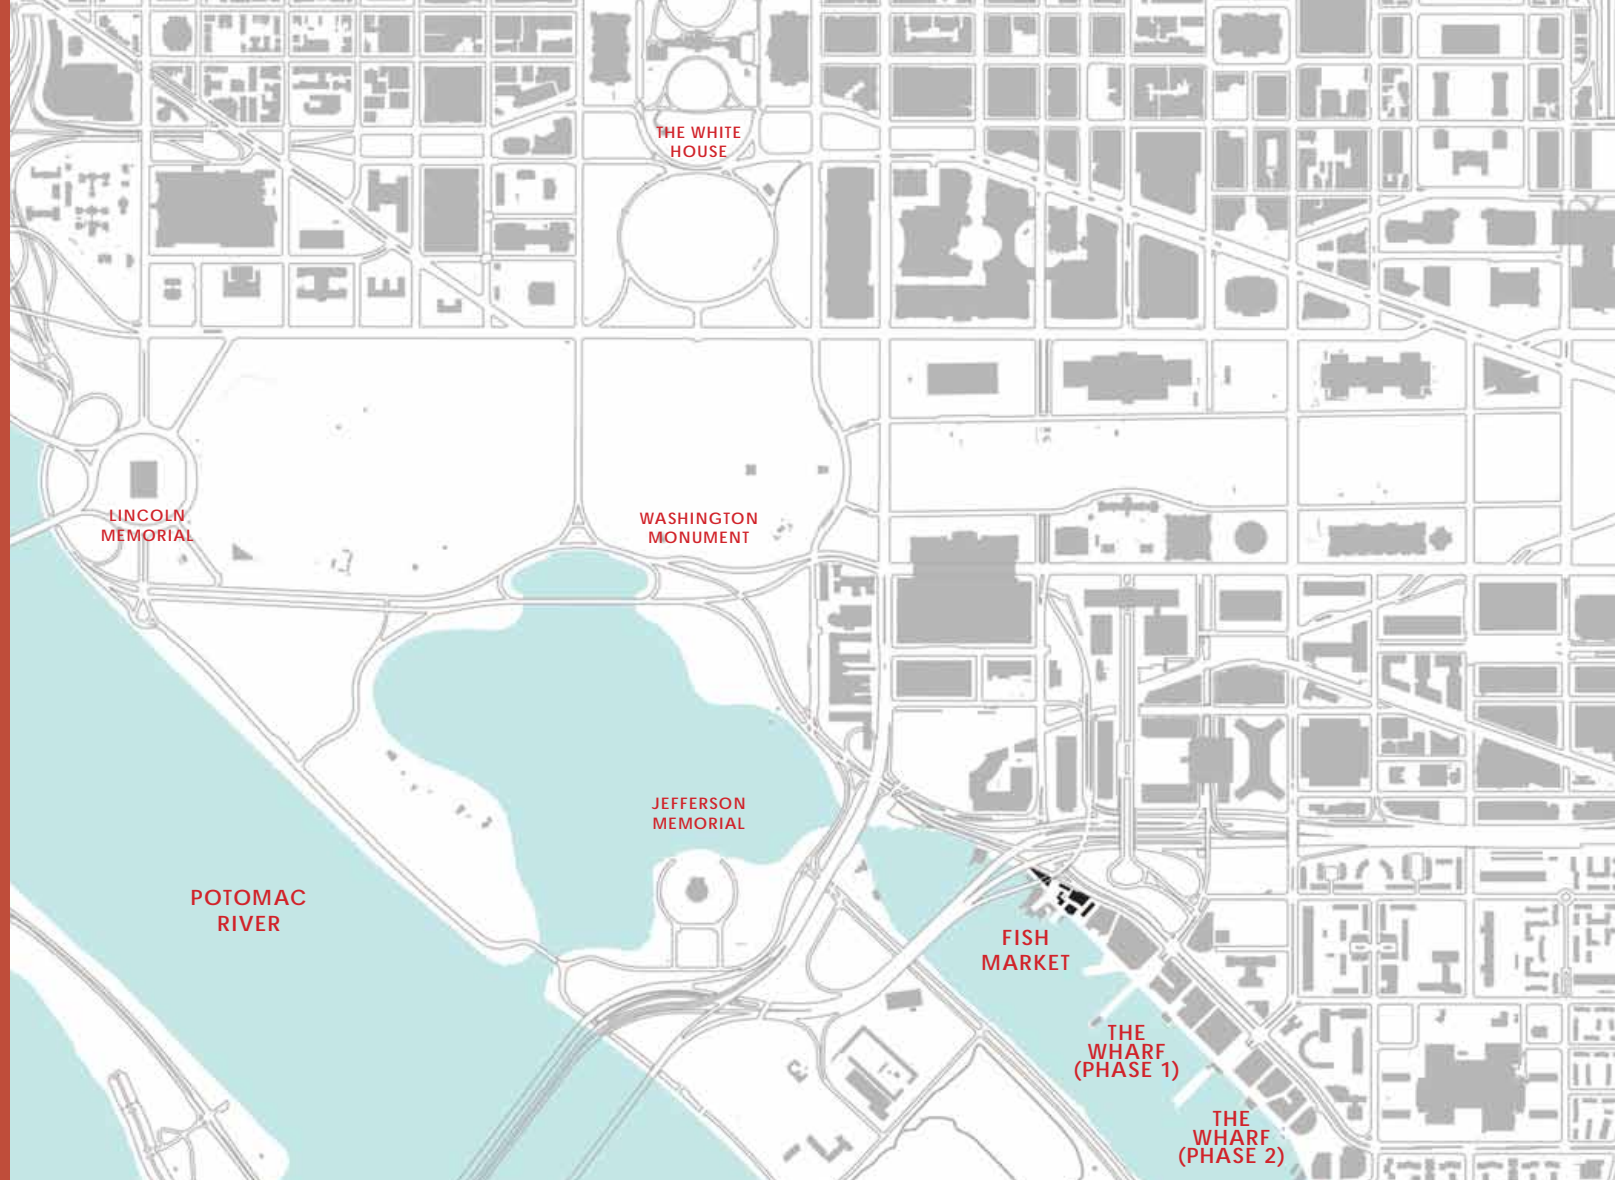 THE WHITE
HOUSE
LINCOLN
MEMORIAL
WASHINGTON
MONUMENT
JEFFERSON
MEMORIAL
POTOMAC
RIVER
FISH
MARKET
THE
WHARF
(PHASE 1)
THE
WHARF
(PHASE 2)